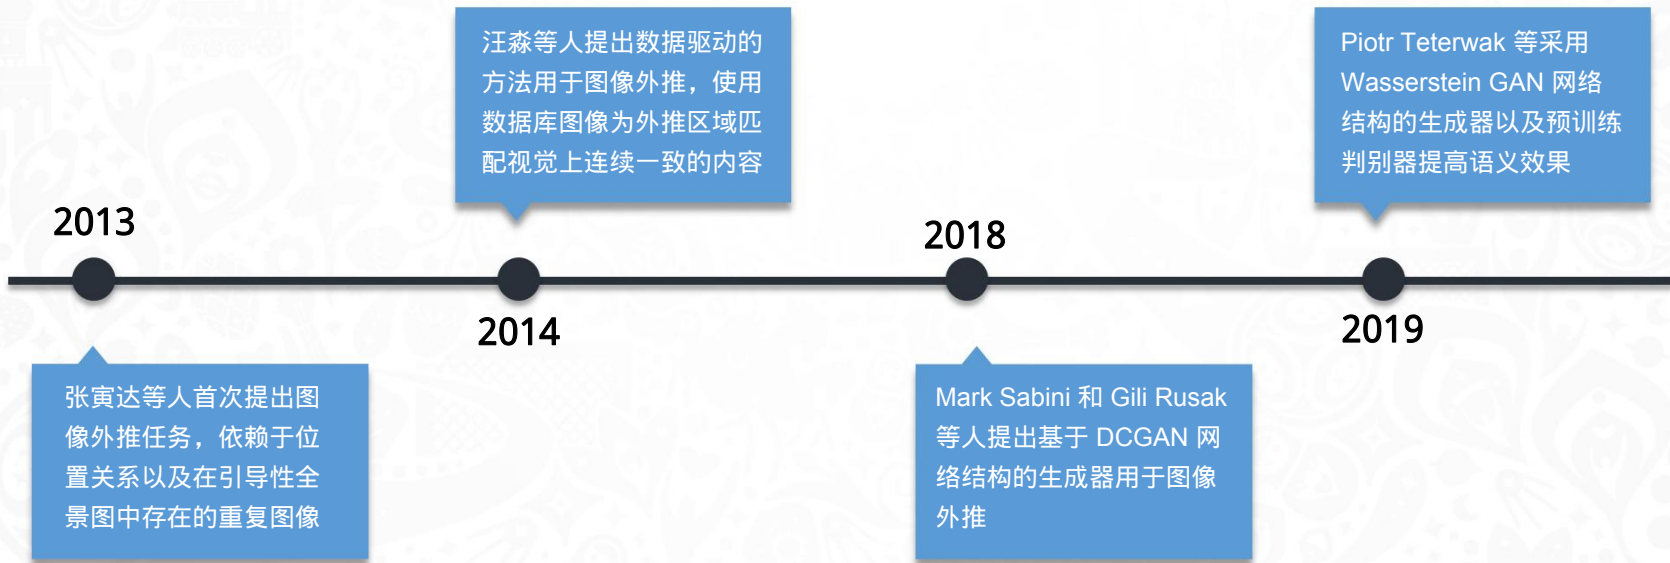 2013
张寅达等人首次提出图
像外推任务，依赖于位
置关系以及在引导性全
景图中存在的重复图像
汪淼等人提出数据驱动的
方法用于图像外推，使用
数据库图像为外推区域匹
配视觉上连续一致的内容
2014
2018
Mark Sabini 和 Gili Rusak
等人提出基于 DCGAN 网
络结构的生成器用于图像
外推
Piotr Teterwak 等采用
Wasserstein GAN 网络
结构的生成器以及预训练
判别器提高语义效果
2019